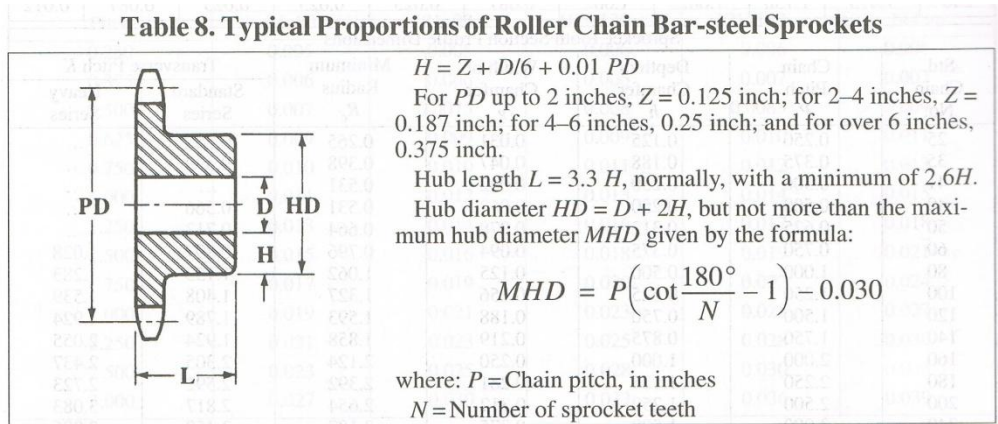 Table 8. Typical Proportions of Roller Chain Bar-steel Sprockets
H = Z + D/6 + 0.01 PD
For PD up to 2 inches, Z = 0.125 inch; for 2–4 inches, Z =
0.187 inch; for 4–6 inches, 0.25 inch; and for over 6 inches,
0.375 inch.
Hub length L = 3.3 H, normally, with a minimum of 2.6H.
Hub diameter HD = D + 2H, but not more than the maxi-
mum hub diameter MHD given by the formula:
MHD = P(cot 180°/N – 1) – 0.030
where: P = Chain pitch, in inches
N = Number of sprocket teeth
PD
D
HD
H
L